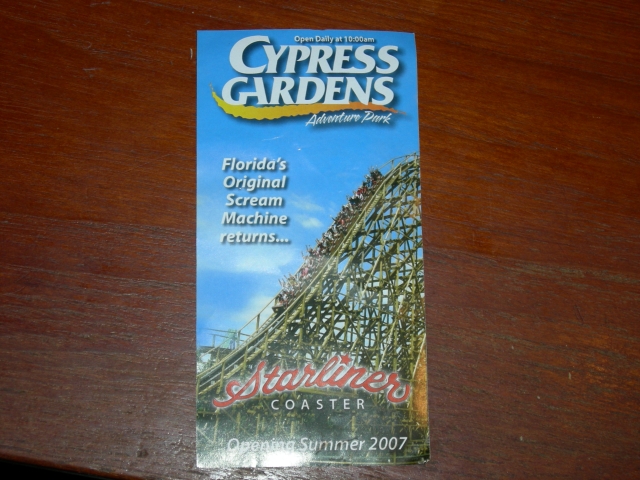 Open Daily at 10:00am
CYPRESS
GARDENS
Adventure Park
Florida's
Original
Scream
Machine
returns...
Starliner
COASTER
Opening Summer 2007